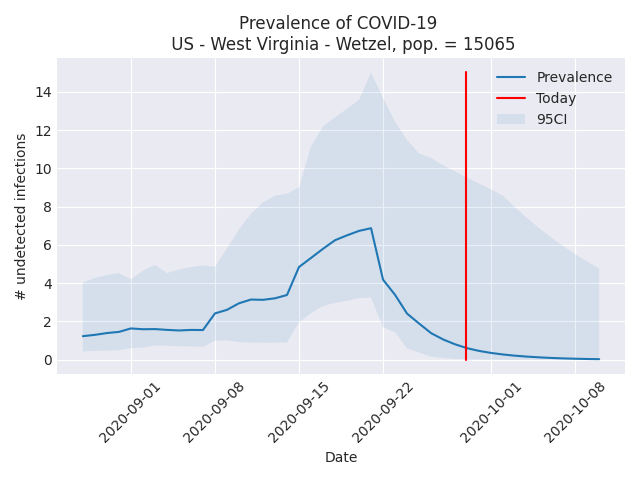 Prevalence of COVID-19
US - West Virginia - Wetzel, pop. = 15065
Prevalence
Today
95CI
# undetected infections
14
12
10
8
6
4
2
0
2020-09-01
2020-09-08
2020-09-15
2020-09-22
2020-10-01
2020-10-08
Date